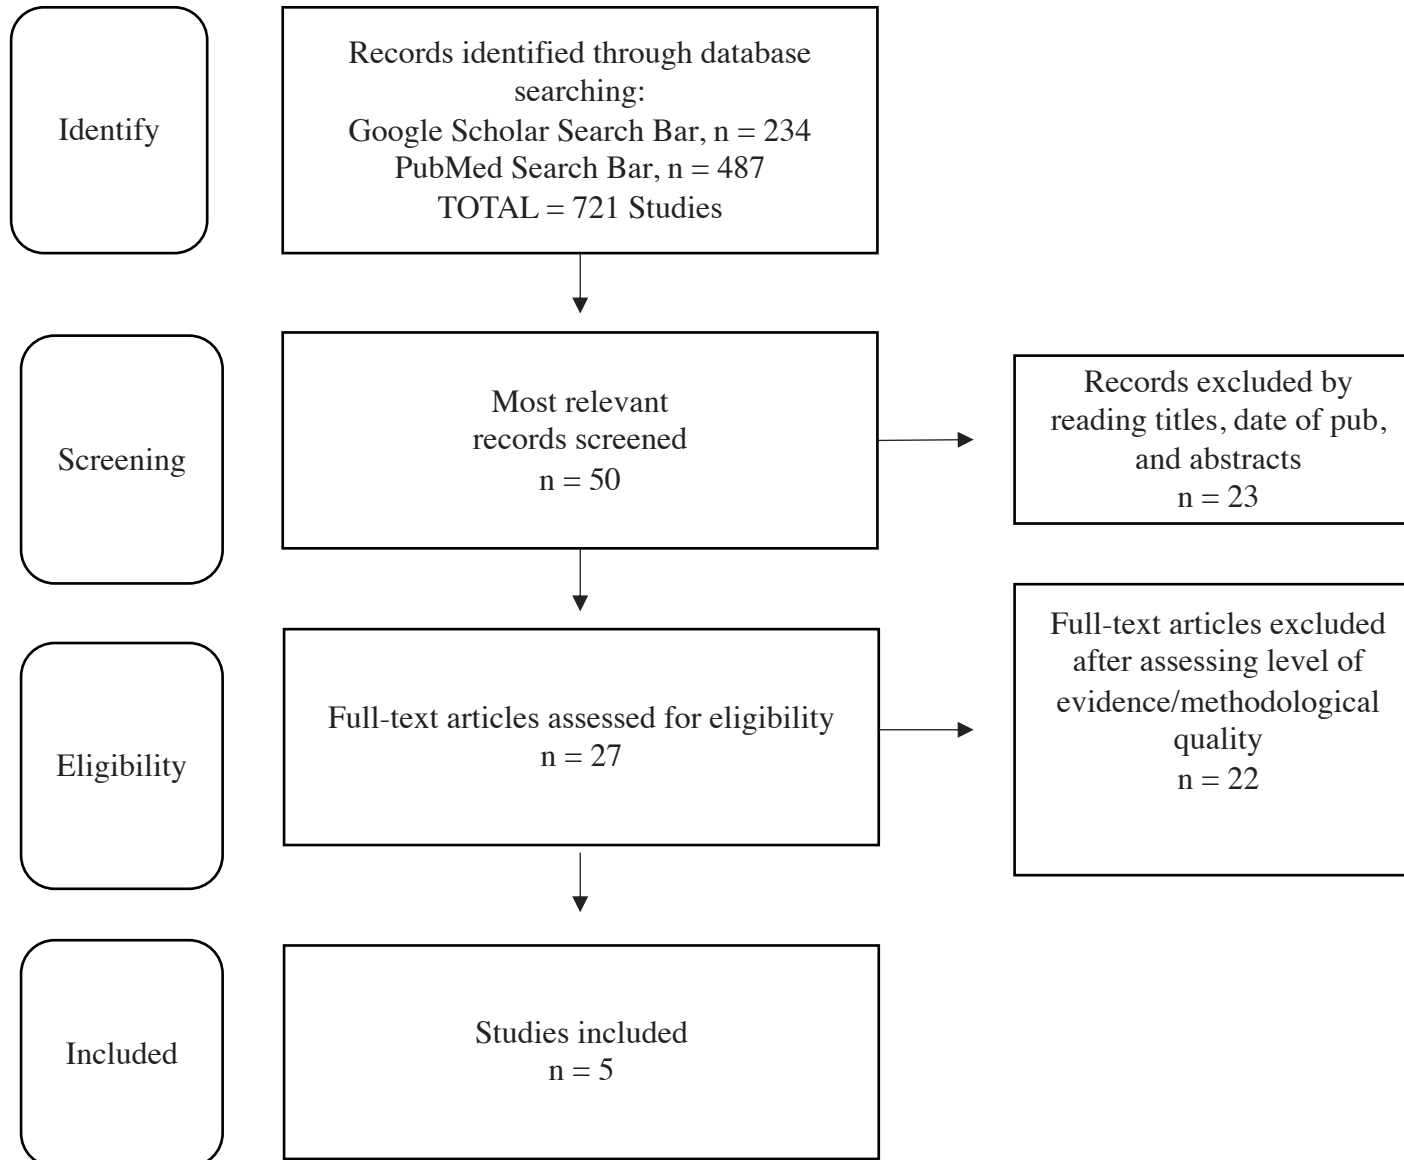 Identify
Records identified through database
searching:
Google Scholar Search Bar, n = 234
PubMed Search Bar, n = 487
TOTAL = 721 Studies
Screening
Most relevant
records screened
n = 50
Records excluded by
reading titles, date of pub,
and abstracts
n = 23
Eligibility
Full-text articles assessed for eligibility
n = 27
Full-text articles excluded
after assessing level of
evidence/methodological
quality
n = 22
Included
Studies included
n = 5